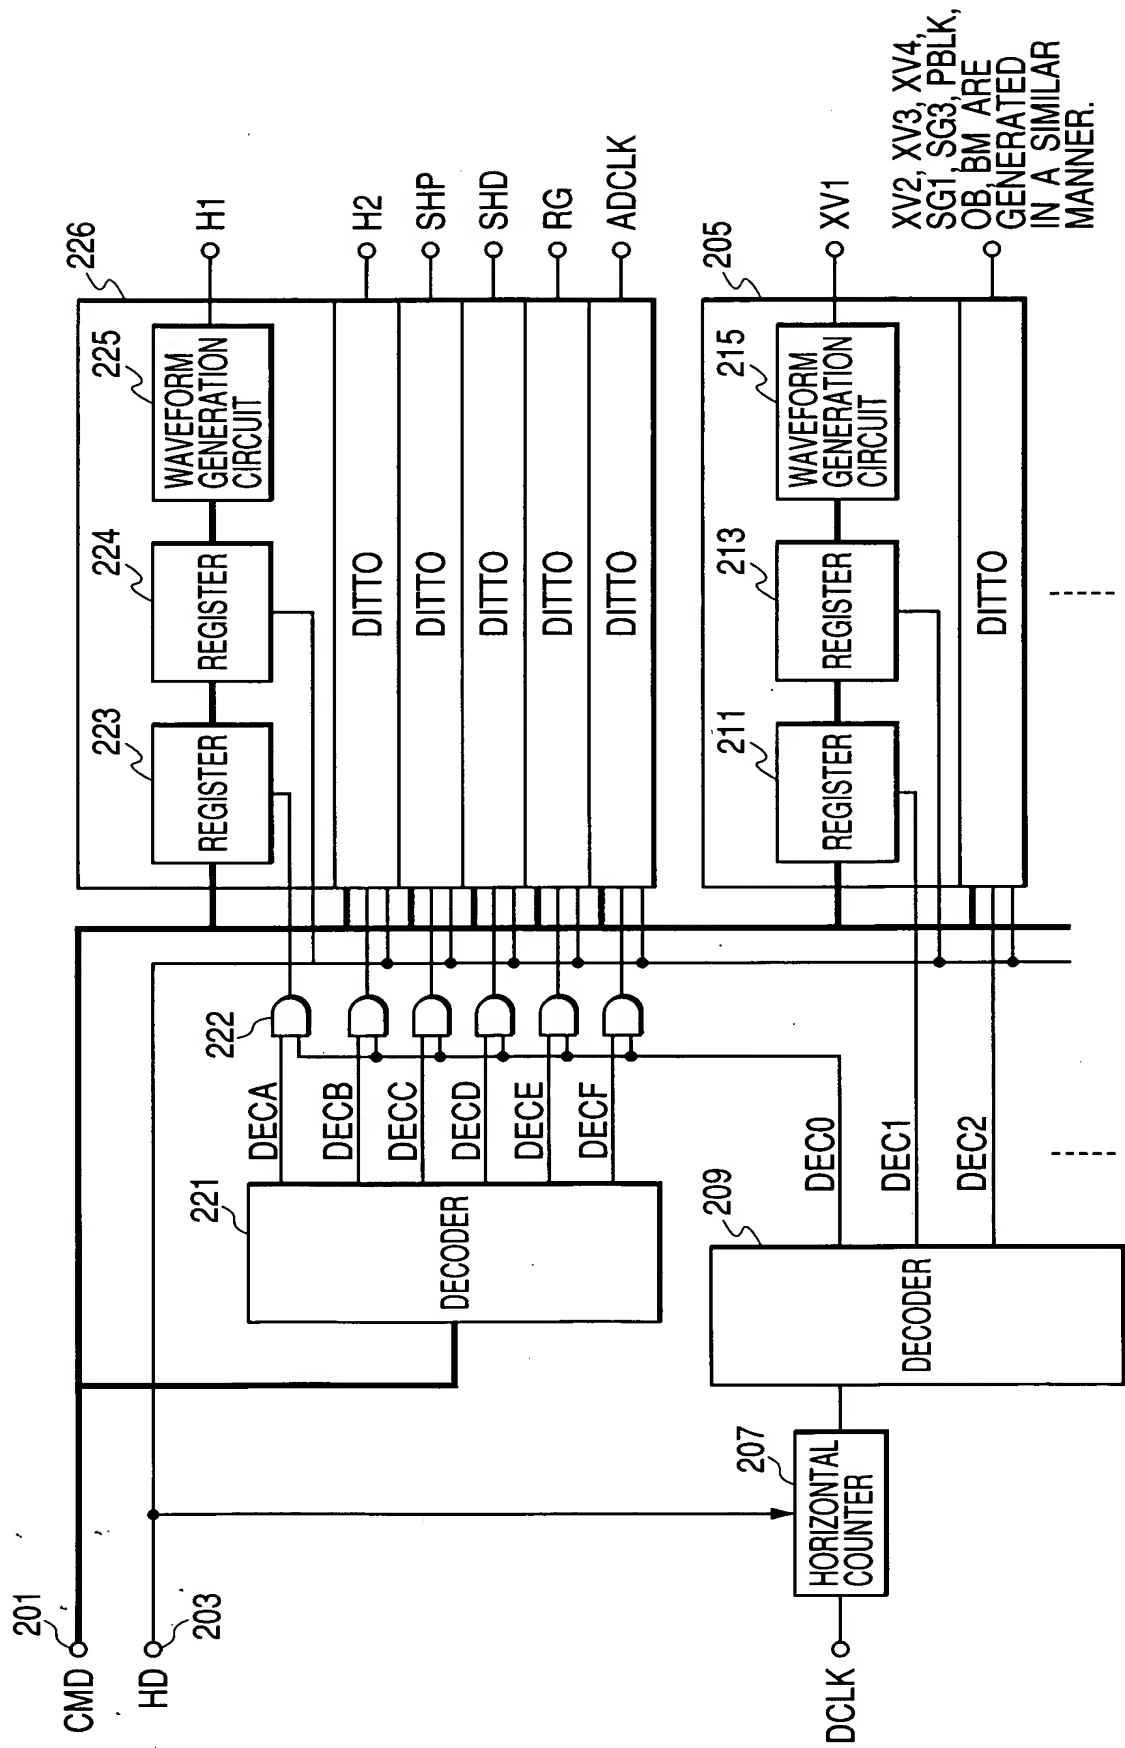 CMD
201
HD
203
DCLK
207
HORIZONTAL
COUNTER
221
DECODER
209
DECODER
DECA
DECB
DECC
DECD
DECE
DECF
DEC0
DEC1
DEC2
222
223
REGISTER
224
REGISTER
225
WAVEFORM
GENERATION
CIRCUIT
226
H1
DITTO
H2
DITTO
SHP
DITTO
SHD
DITTO
RG
DITTO
ADCLK
211
REGISTER
213
REGISTER
215
WAVEFORM
GENERATION
CIRCUIT
205
XV1
DITTO
XV2, XV3, XV4,
SG1, SG3, PBLK,
OB, BM ARE
GENERATED
IN A SIMILAR
MANNER.